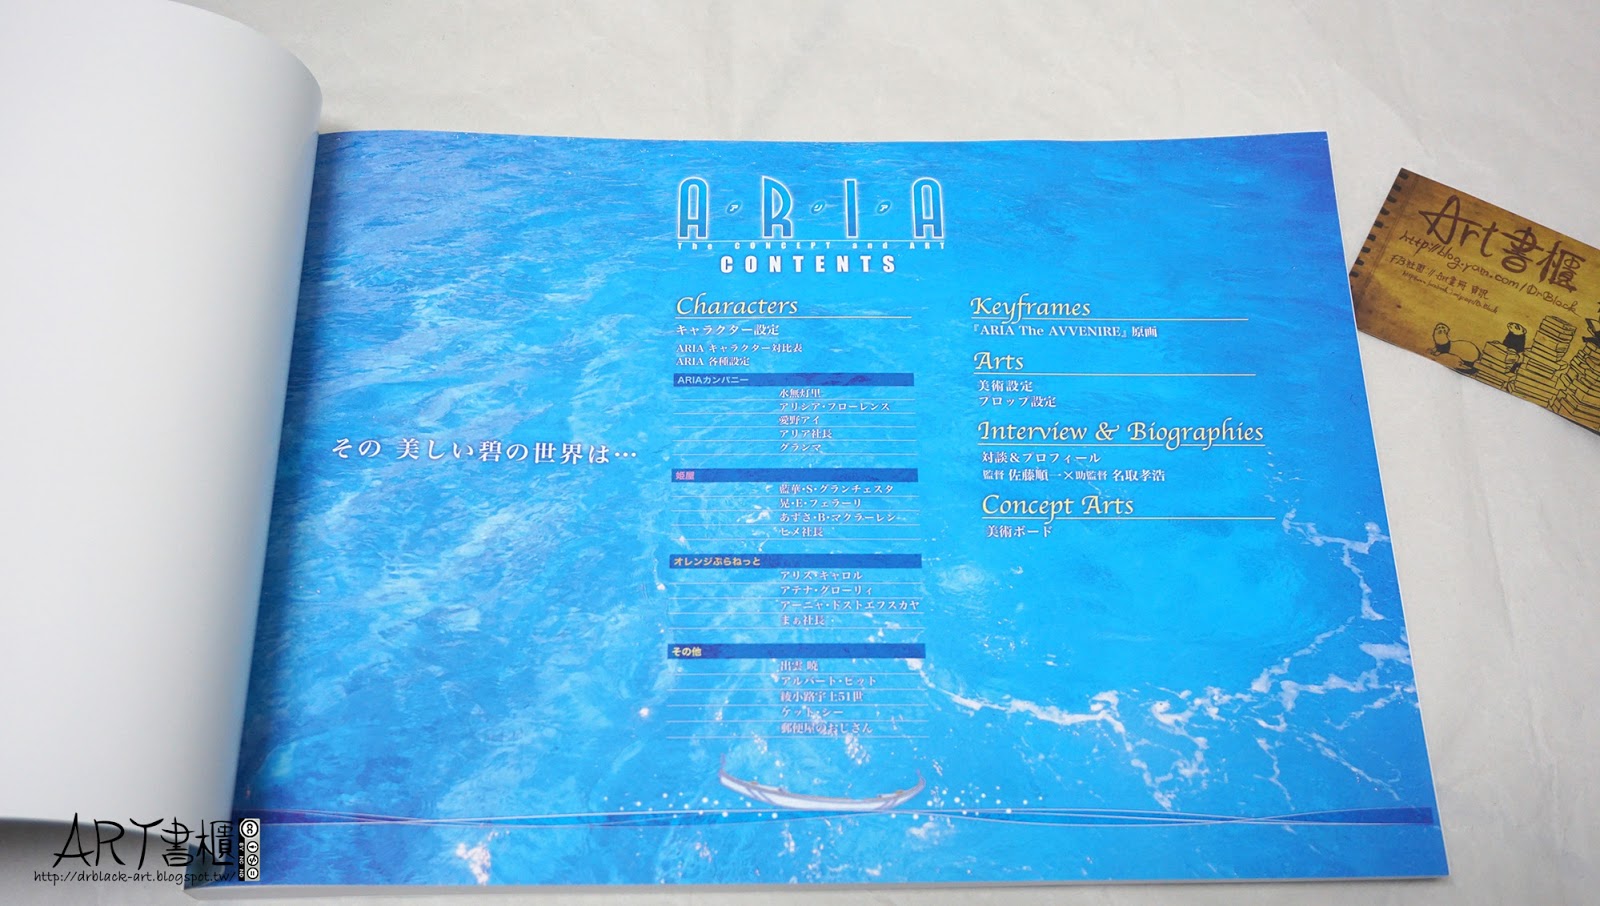 その 美しい碧の世界は…
A・R・I・A
ア リ ア
The CONCEPT and ART
CONTENTS
Characters
キャラクター設定
ARIA キャラクター対比表
ARIA 各種設定
ARIAカンパニー
水無灯里
アリシア・フローレンス
愛野アイ
アリア社長
グランマ
姫屋
藍華・S・グランチェスタ
晃・E・フェラーリ
あずさ・B・マクラーレン
ヒメ社長
オレンジぷらねっと
アリス・キャロル
アテナ・グローリィ
アーニャ・ドストエフスカヤ
まぁ社長
その他
出雲 暁
アルバート・ピット
綾小路宇土51世
ケット・シー
郵便屋のおじさん
Keyframes
『ARIA The AVVENIRE』原画
Arts
美術設定
プロップ設定
Interview & Biographies
対談＆プロフィール
監督 佐藤順一×助監督 名取孝浩
Concept Arts
美術ボード
Art書櫃
http://blog.yam.com/DrBlack
ART書櫃
http://drblack-art.blogspot.tw/
BY NC ND